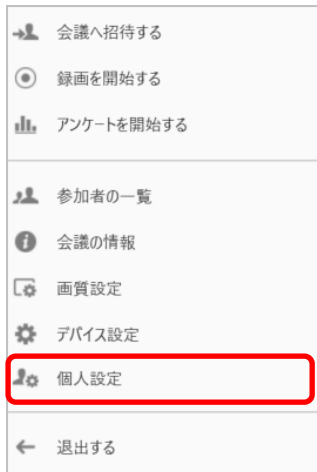 会議へ招待する
録画を開始する
アンケートを開始する
参加者の一覧
会議の情報
画質設定
デバイス設定
個人設定
退出する